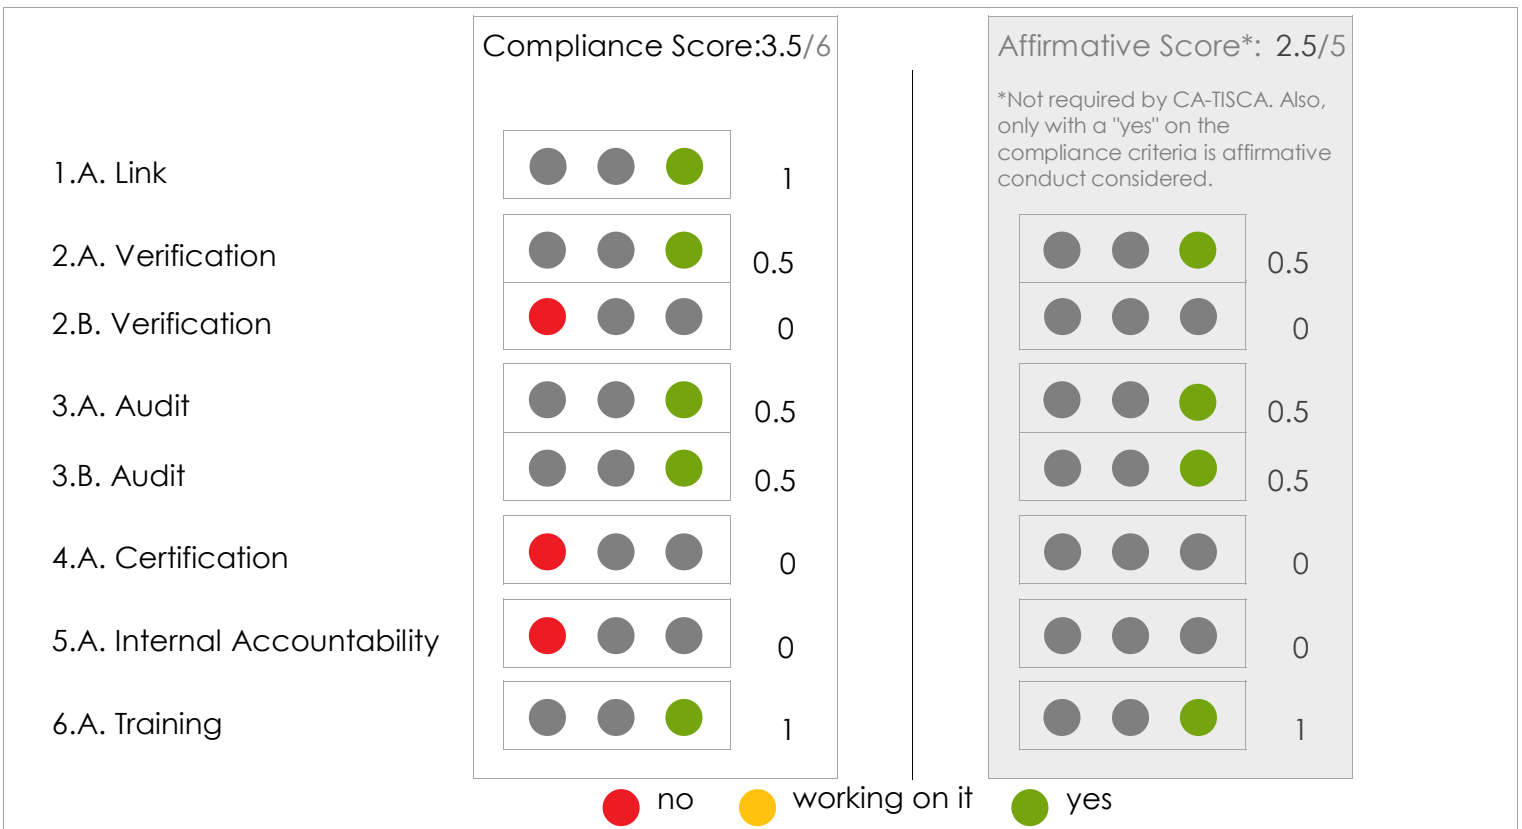 Compliance Score:3.5/6
Affirmative Score*: 2.5/5
*Not required by CA-TISCA. Also,
only with a "yes" on the
compliance criteria is affirmative
conduct considered.
1.A. Link 1
2.A. Verification 0.5 0.5
2.B. Verification 0 0
3.A. Audit 0.5 0.5
3.B. Audit 0.5 0.5
4.A. Certification 0 0
5.A. Internal Accountability 0 0
6.A. Training 1 1
no working on it yes